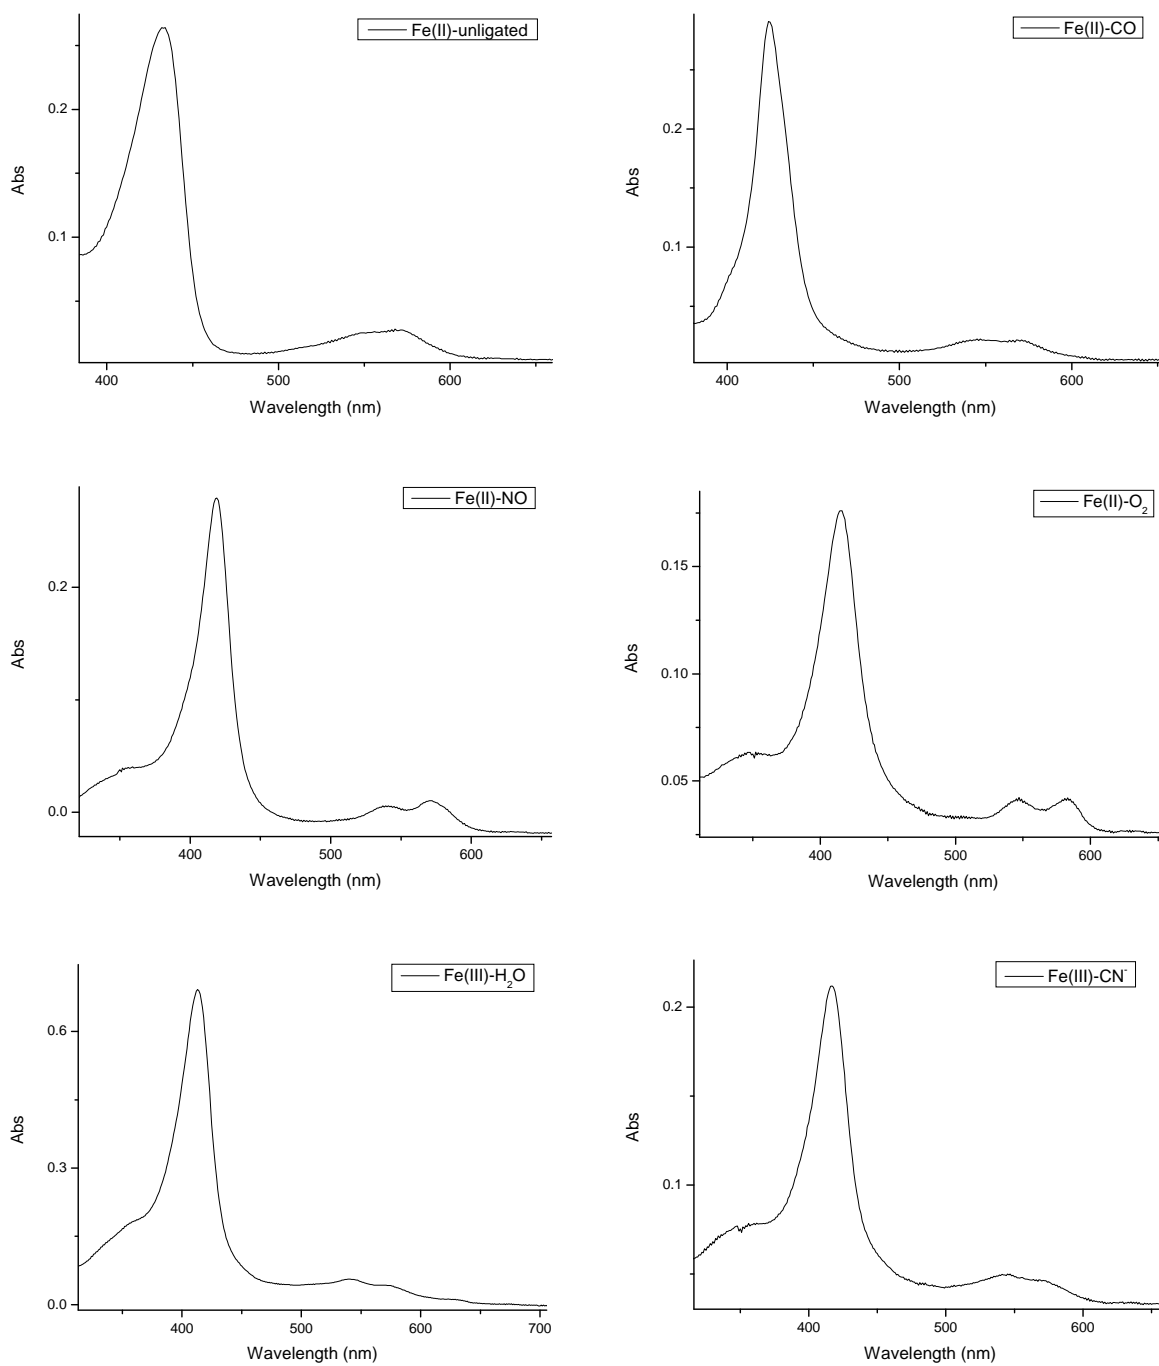 Fe(II)-unligated
0.2
0.1
Abs
400 500 600
Wavelength (nm)
Fe(II)-CO
0.2
0.1
Abs
400 500 600
Wavelength (nm)
Fe(II)-NO
0.2
0.0
Abs
400 500 600
Wavelength (nm)
Fe(II)-O₂
0.15
0.10
0.05
Abs
400 500 600
Wavelength (nm)
Fe(III)-H₂O
0.6
0.3
0.0
Abs
400 500 600 700
Wavelength (nm)
Fe(III)-CN⁻
0.2
0.1
Abs
400 500 600
Wavelength (nm)